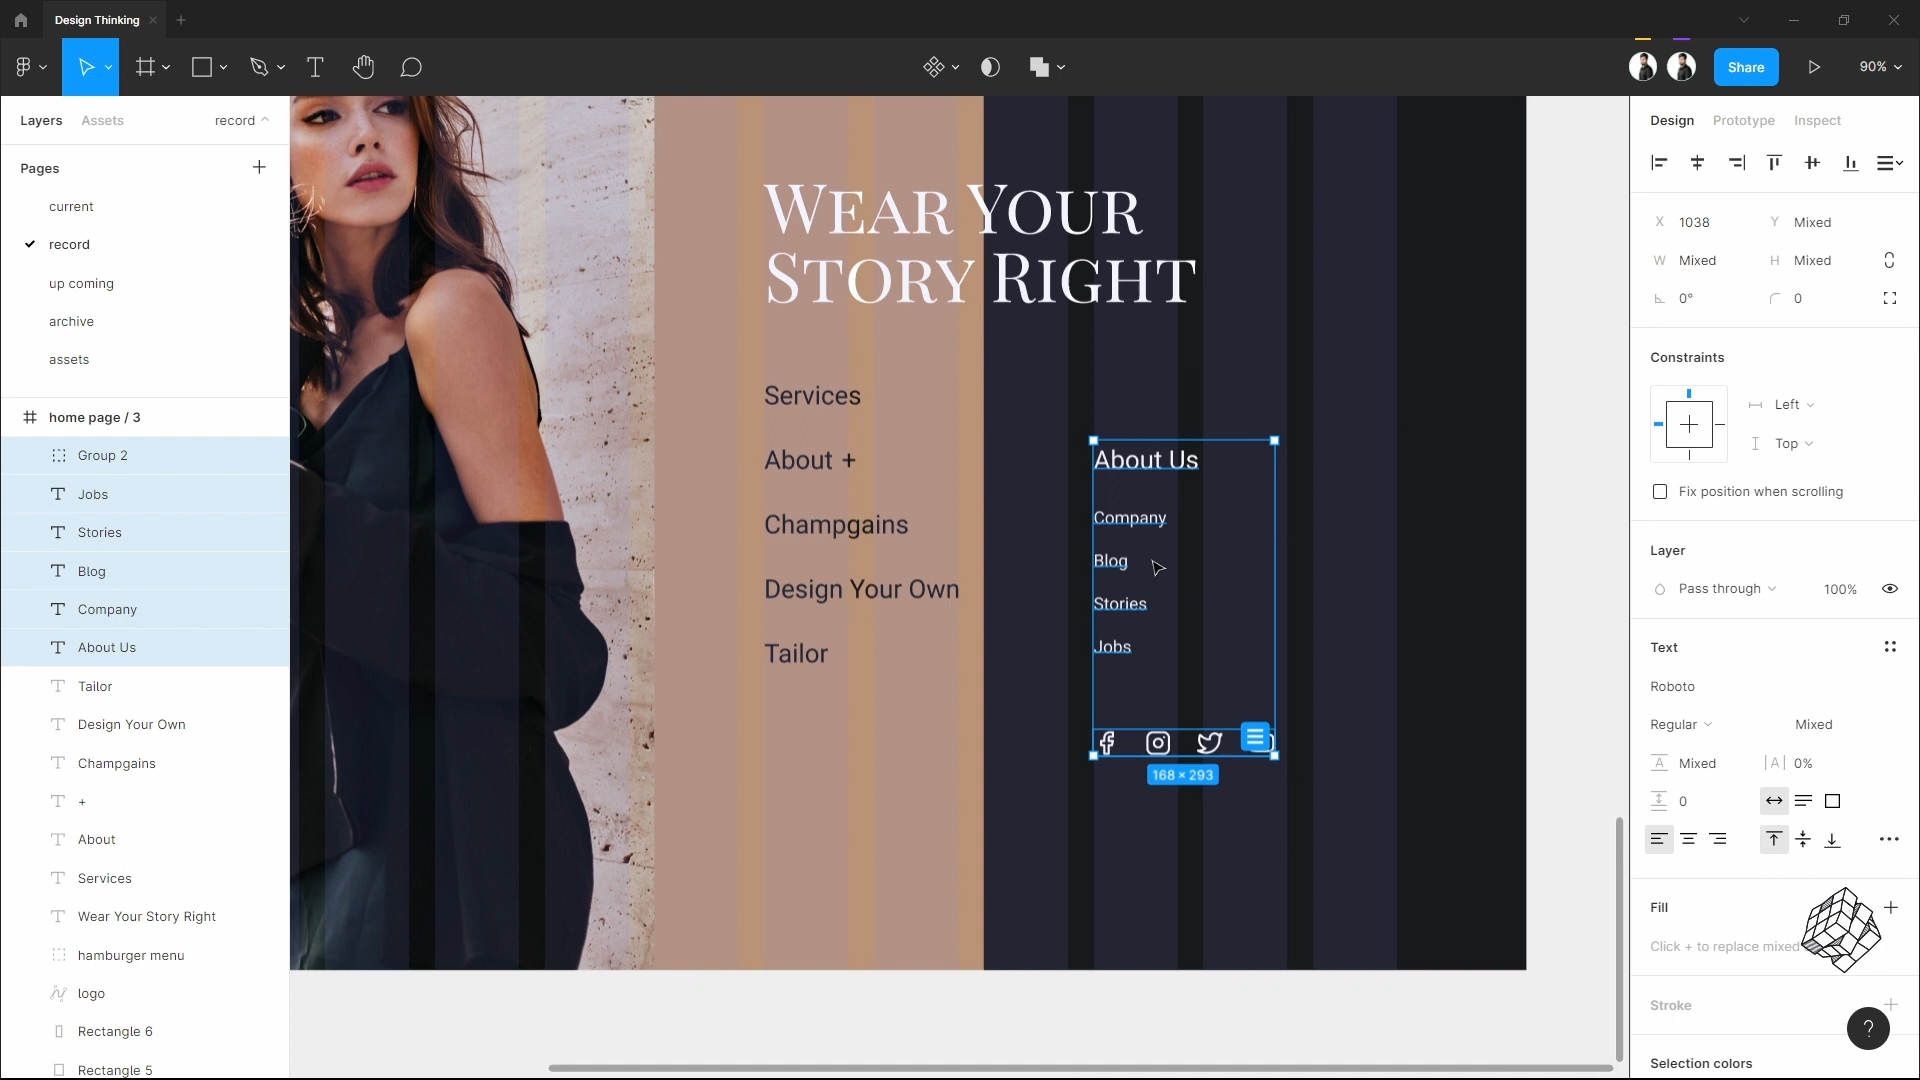 Design Thinking
Share
90%
Layers
Assets
record
Pages
current
record
up coming
archive
assets
home page / 3
Group 2
Jobs
Stories
Blog
Company
About Us
Tailor
Design Your Own
Champgains
+
About
Services
Wear Your Story Right
hamburger menu
logo
Rectangle 6
Rectangle 5
Wear Your
Story Right
Services
About +
Champgains
Design Your Own
Tailor
About Us
Company
Blog
Stories
Jobs
168 × 293
Design
Prototype
Inspect
X 1038
Y Mixed
W Mixed
H Mixed
0°
0
Constraints
Left
Top
Fix position when scrolling
Layer
Pass through
100%
Text
Roboto
Regular
Mixed
A Mixed
|A| 0%
0
Fill
Click + to replace mixed
Stroke
?
Selection colors